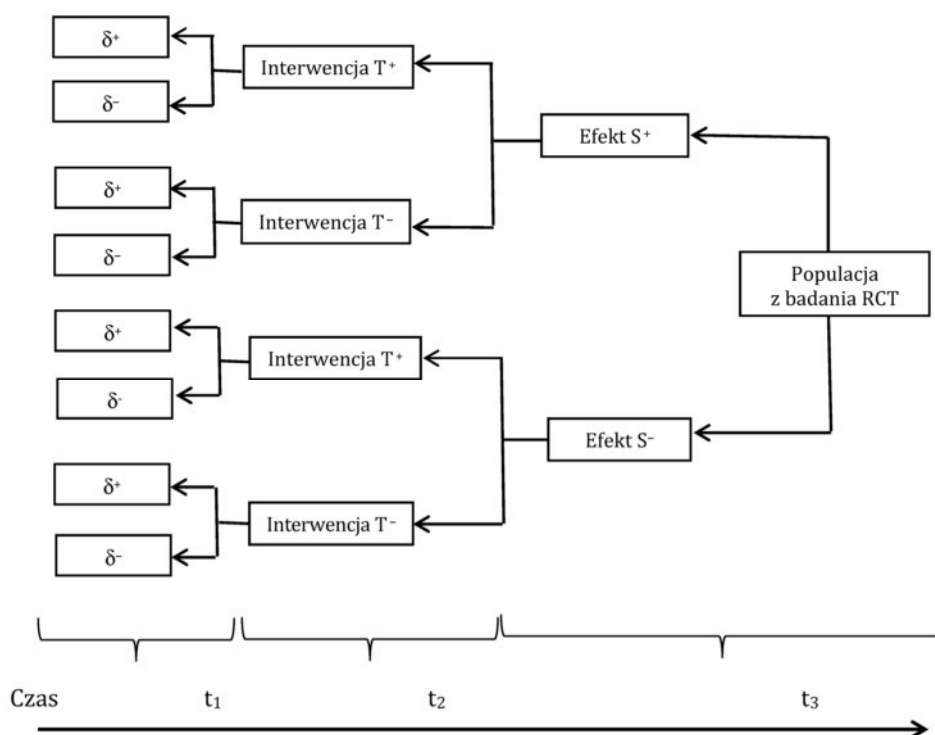 δ⁺
Interwencja T⁺
δ⁻
Efekt S⁺
δ⁺
Interwencja T⁻
δ⁻
Populacja
z badania RCT
δ⁺
Interwencja T⁺
δ⁻
Efekt S⁻
δ⁺
Interwencja T⁻
δ⁻
Czas t₁ t₂ t₃